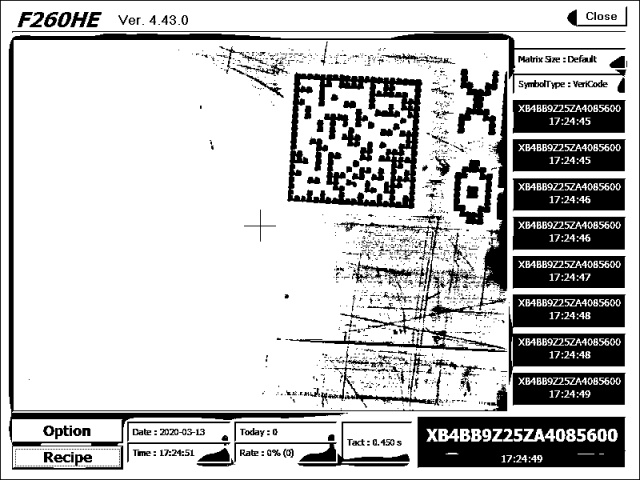 F260HE Ver. 4.43.0
Close
Matrix Size : Default
SymbolType : VeriCode
XB4BB9Z25ZA4085600
17:24:45
XB4BB9Z25ZA4085600
17:24:45
XB4BB9Z25ZA4085600
17:24:46
XB4BB9Z25ZA4085600
17:24:46
XB4BB9Z25ZA4085600
17:24:47
XB4BB9Z25ZA4085600
17:24:48
XB4BB9Z25ZA4085600
17:24:48
XB4BB9Z25ZA4085600
17:24:49
Option
Recipe
Date : 2020-03-13
Time : 17:24:51
Today : 0
Rate : 0% (0)
Tact : 0.450 s
XB4BB9Z25ZA4085600
17:24:49